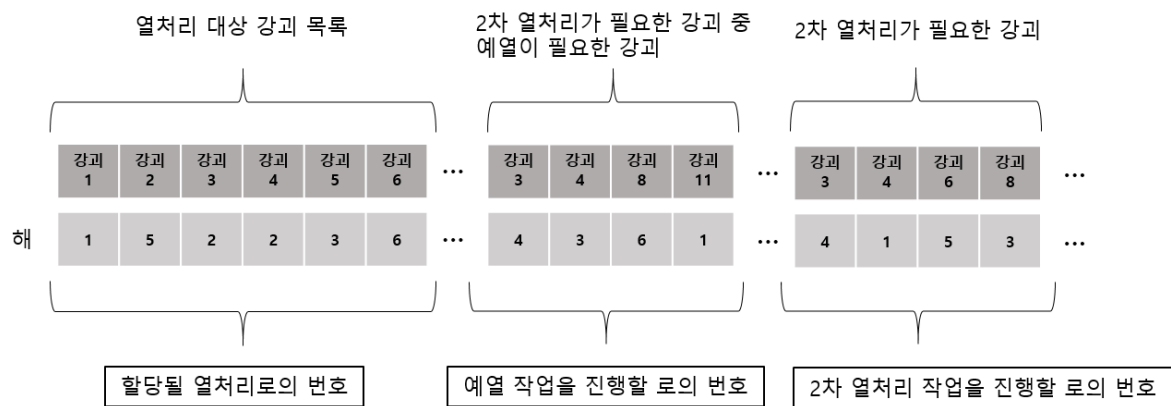 열처리 대상 강괴 목록
2차 열처리가 필요한 강괴 중
예열이 필요한 강괴
2차 열처리가 필요한 강괴
강괴 1 강괴 2 강괴 3 강괴 4 강괴 5 강괴 6 ... 강괴 3 강괴 4 강괴 8 강괴 11 ... 강괴 3 강괴 4 강괴 6 강괴 8 ...
해 1 5 2 2 3 6 ... 4 3 6 1 ... 4 1 5 3 ...
할당될 열처리로의 번호
예열 작업을 진행할 로의 번호
2차 열처리 작업을 진행할 로의 번호